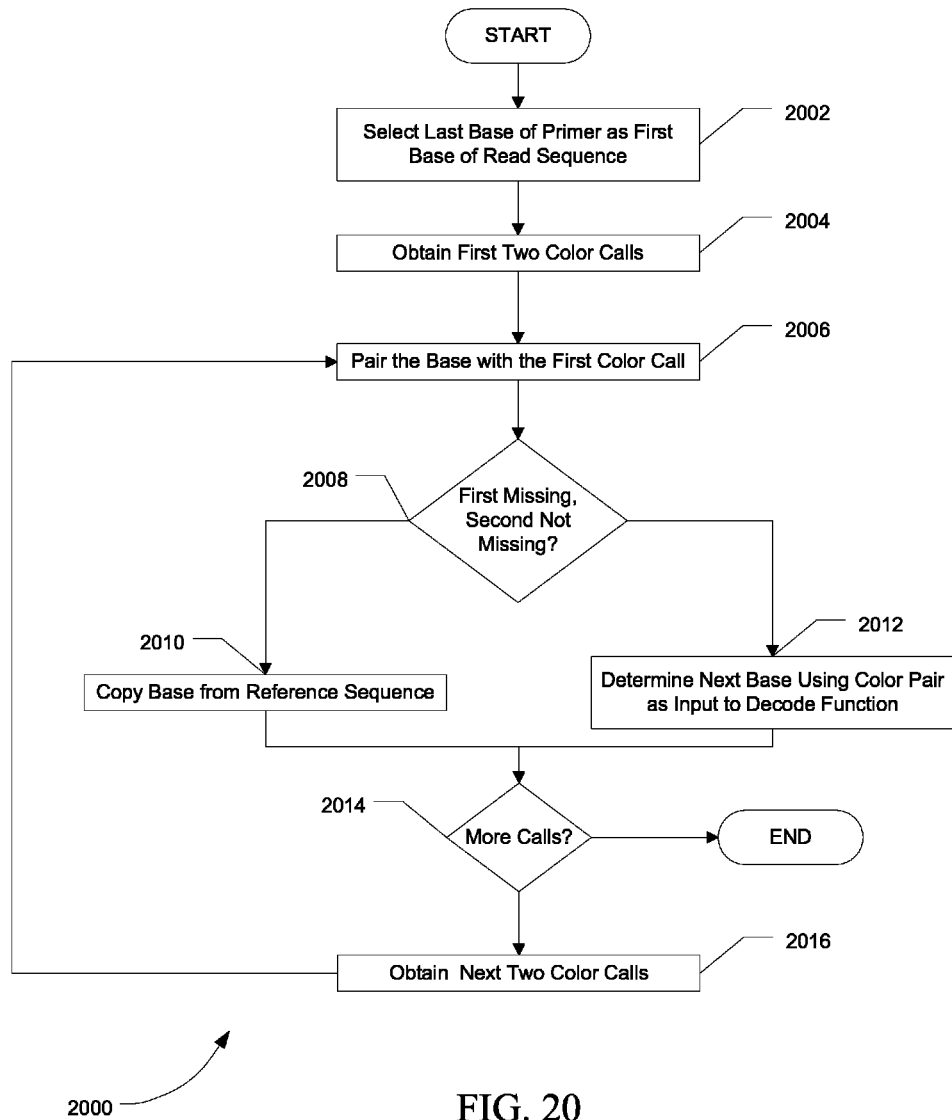 START
Select Last Base of Primer as First
Base of Read Sequence
2002
Obtain First Two Color Calls
2004
Pair the Base with the First Color Call
2006
First Missing,
Second Not
Missing?
2008
2010
Copy Base from Reference Sequence
2012
Determine Next Base Using Color Pair
as Input to Decode Function
2014
More Calls?
END
Obtain Next Two Color Calls
2016
2000
FIG. 20